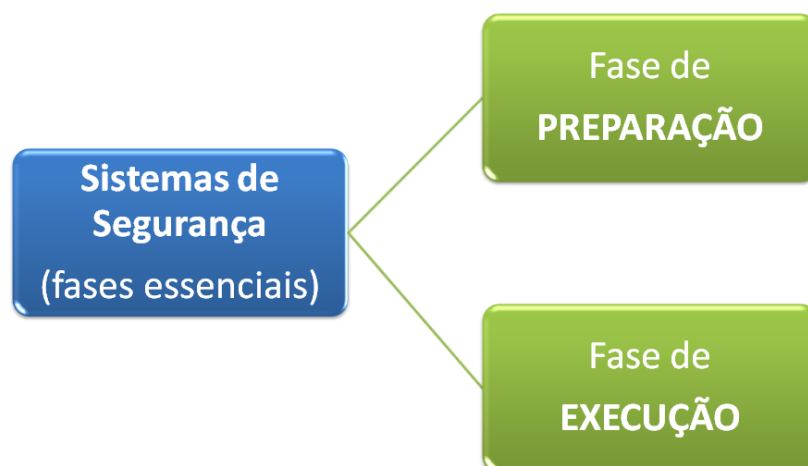 Sistemas de
Segurança
(fases essenciais)
Fase de
PREPARAÇÃO
Fase de
EXECUÇÃO